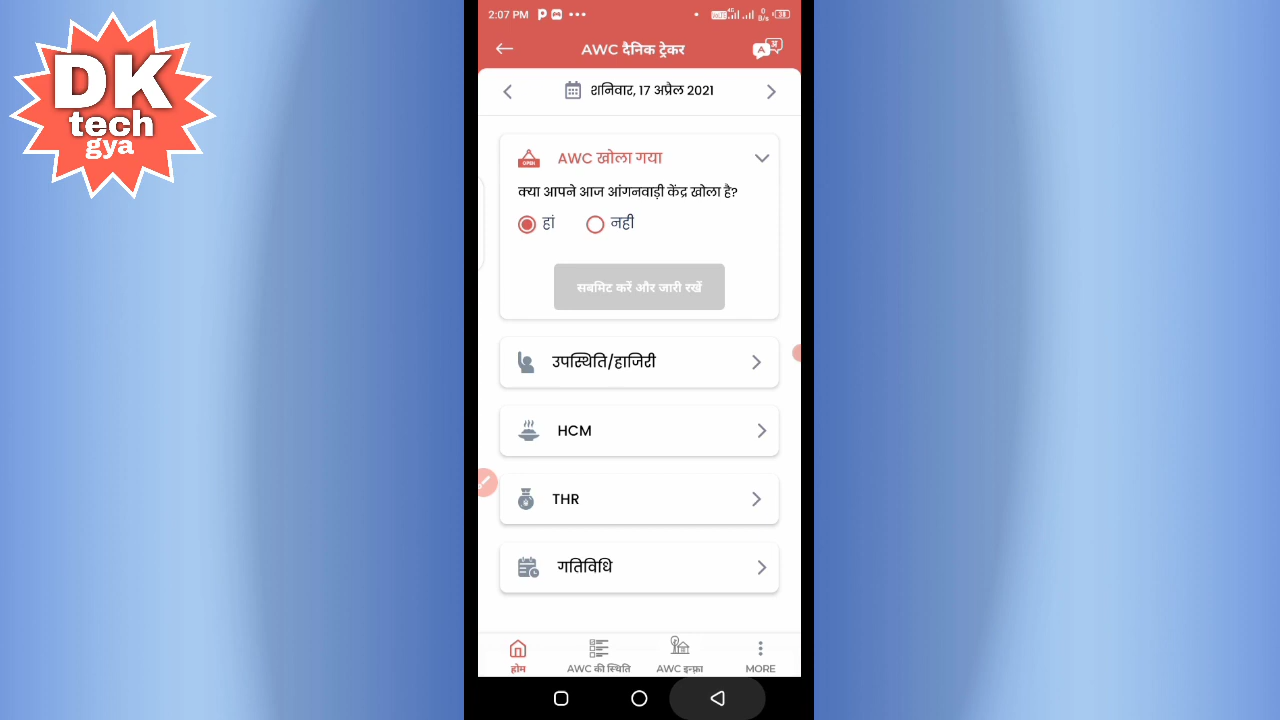 DK
tech
gya
2:07 PM
AWC दैनिक ट्रेकर
शनिवार, 17 अप्रैल 2021
OPEN
AWC खोला गया
क्या आपने आज आंगनवाड़ी केंद्र खोला है?
हां
नही
सबमिट करें और जारी रखें
उपस्थिति/हाजिरी
HCM
THR
गतिविधि
होम
AWC की स्थिति
AWC इन्फ्रा
MORE